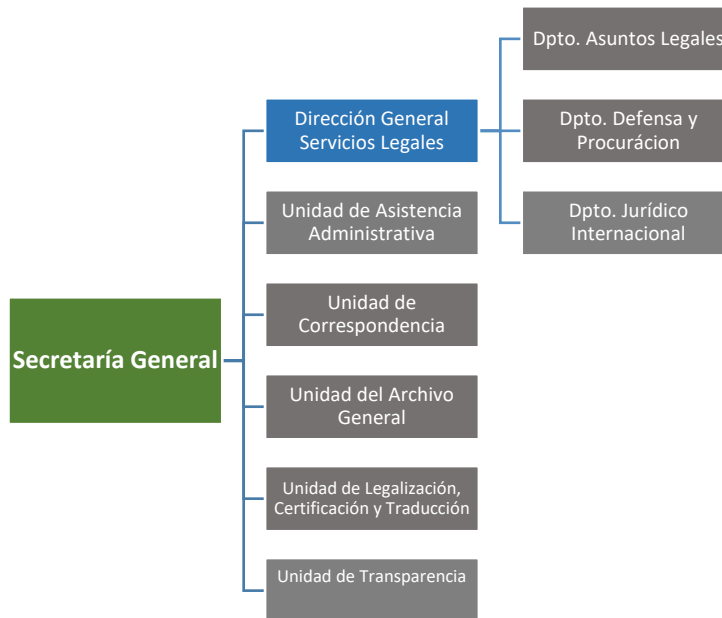 Secretaría General
Dirección General
Servicios Legales
Dpto. Asuntos Legales
Dpto. Defensa y
Procurácion
Dpto. Jurídico
Internacional
Unidad de Asistencia
Administrativa
Unidad de
Correspondencia
Unidad del Archivo
General
Unidad de Legalización,
Certificación y Traducción
Unidad de Transparencia